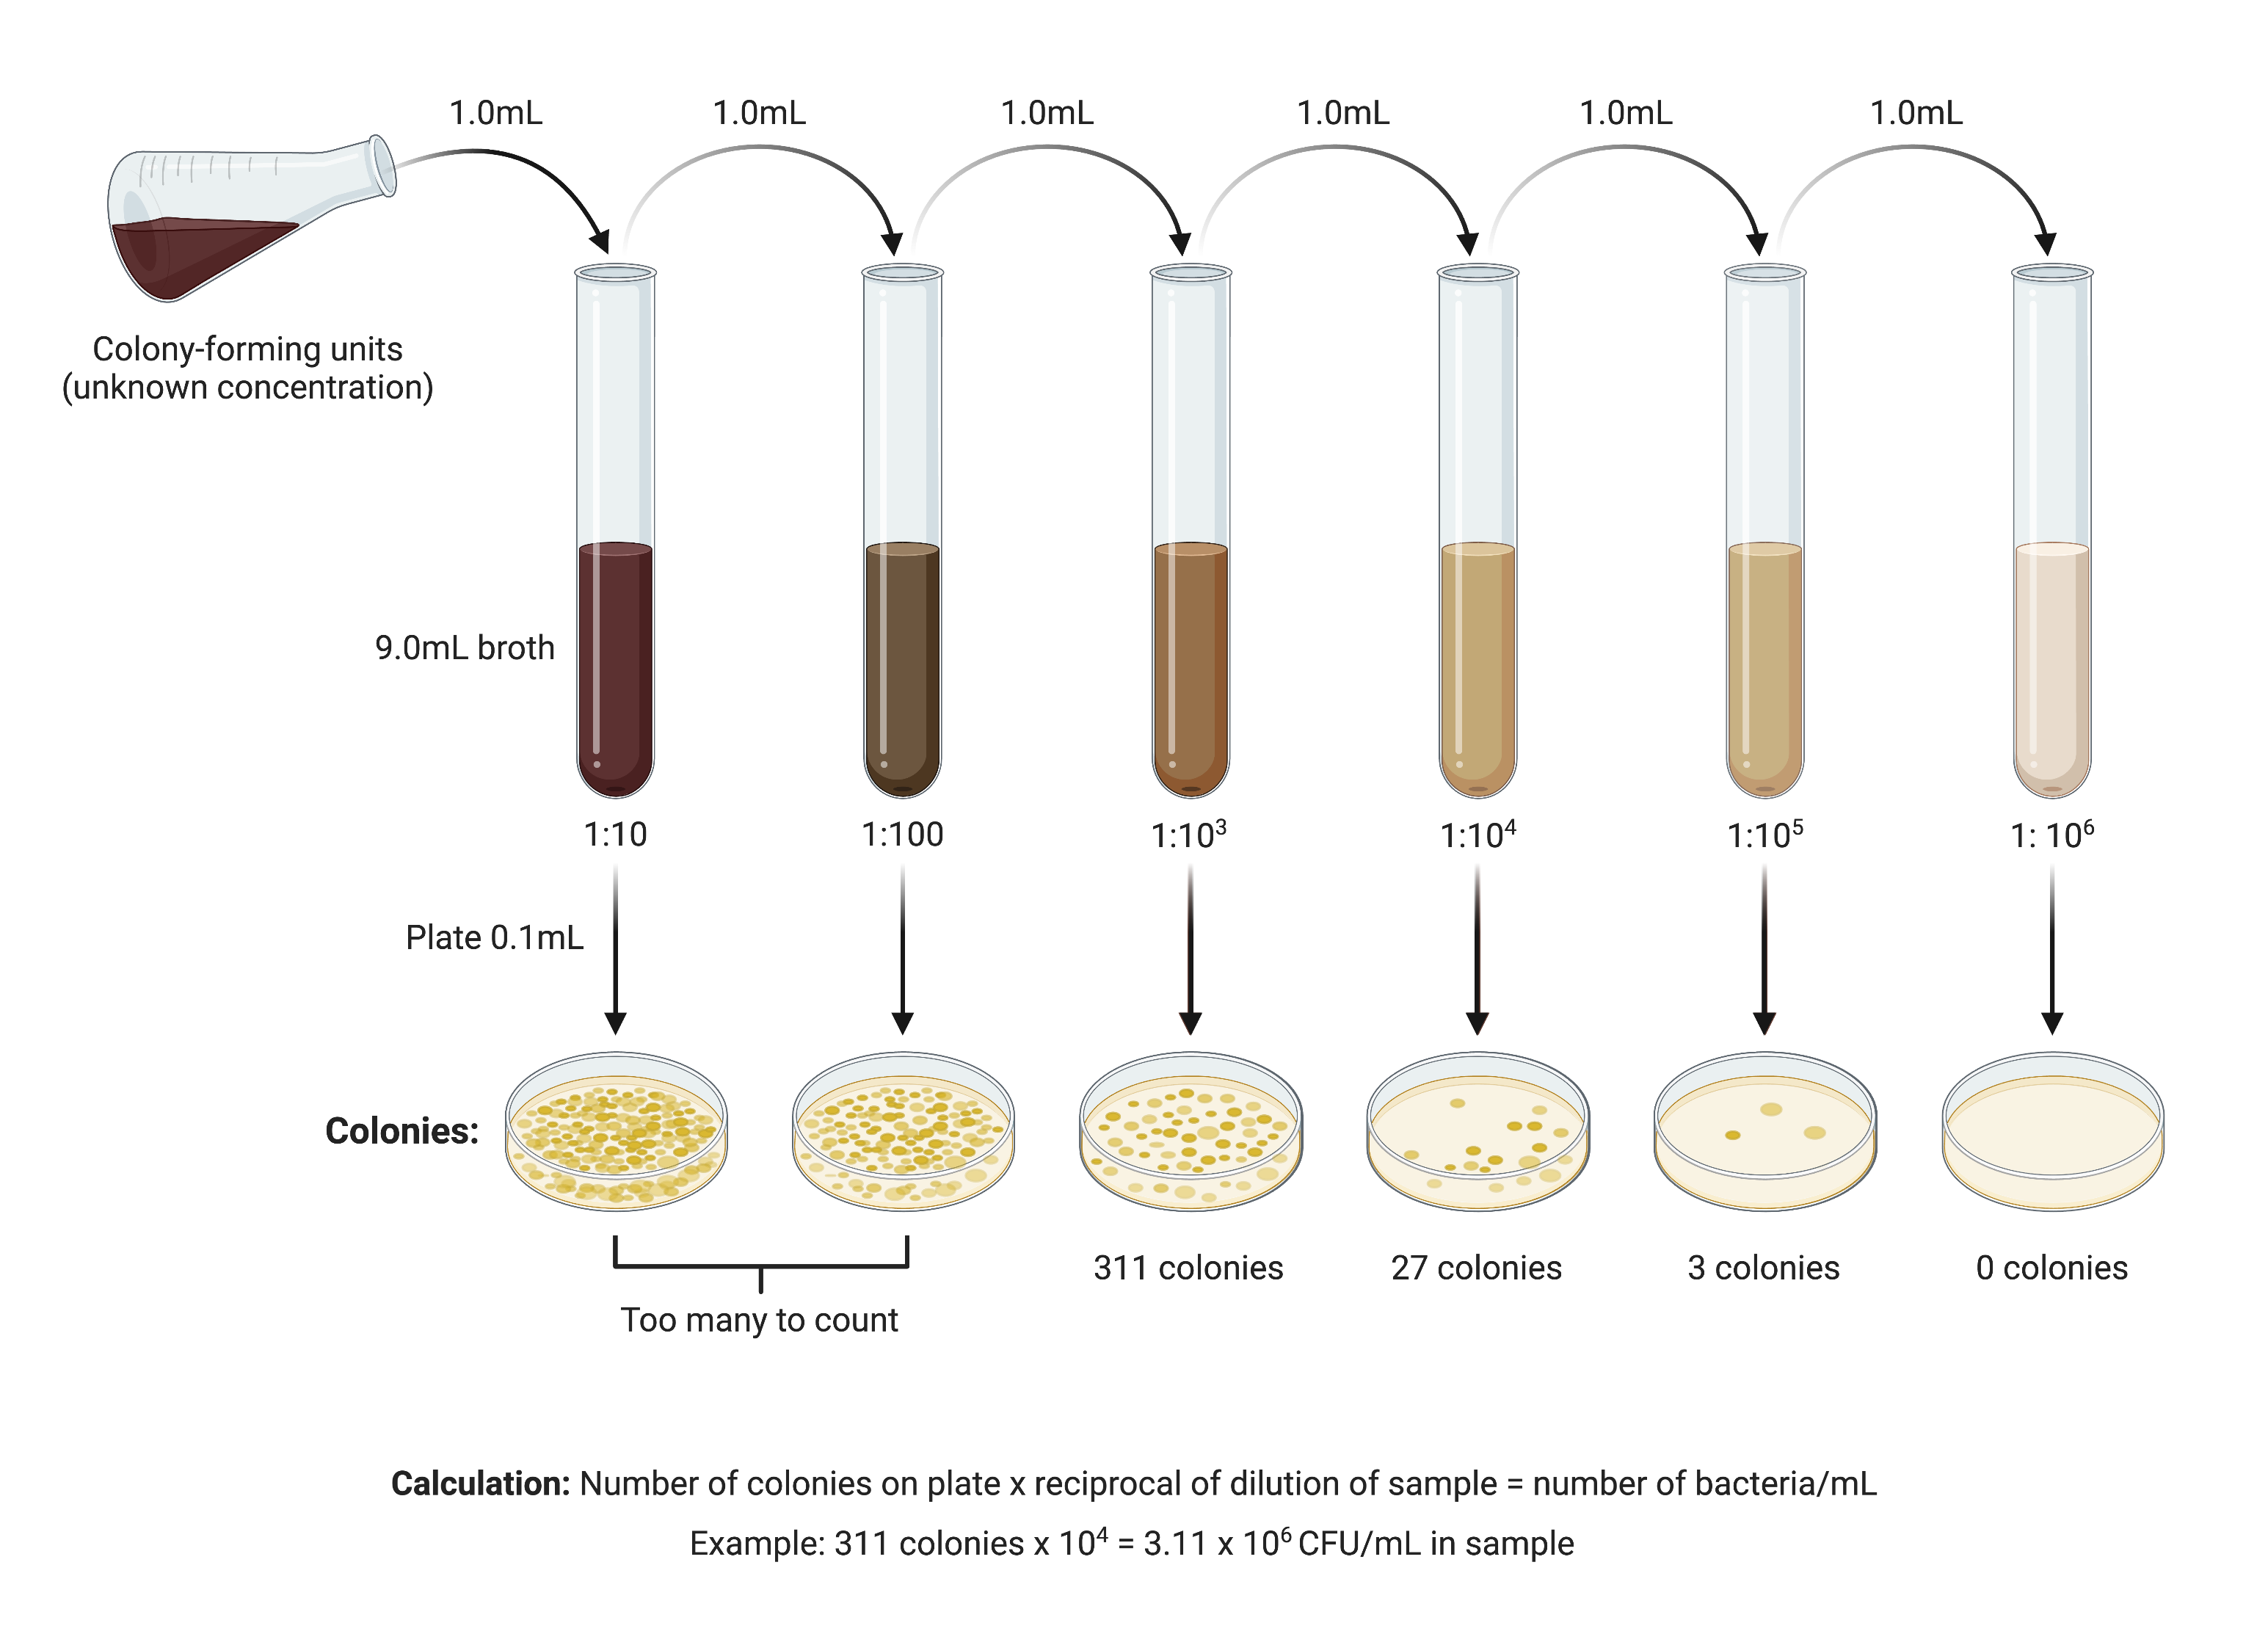 1.0mL
1.0mL
1.0mL
1.0mL
1.0mL
1.0mL
Colony-forming units
(unknown concentration)
9.0mL broth
1:10
1:100
1:10³
1:10⁴
1:10⁵
1: 10⁶
Plate 0.1mL
Colonies:
311 colonies
27 colonies
3 colonies
0 colonies
Too many to count
Calculation: Number of colonies on plate x reciprocal of dilution of sample = number of bacteria/mL
Example: 311 colonies x 10⁴ = 3.11 x 10⁶ CFU/mL in sample